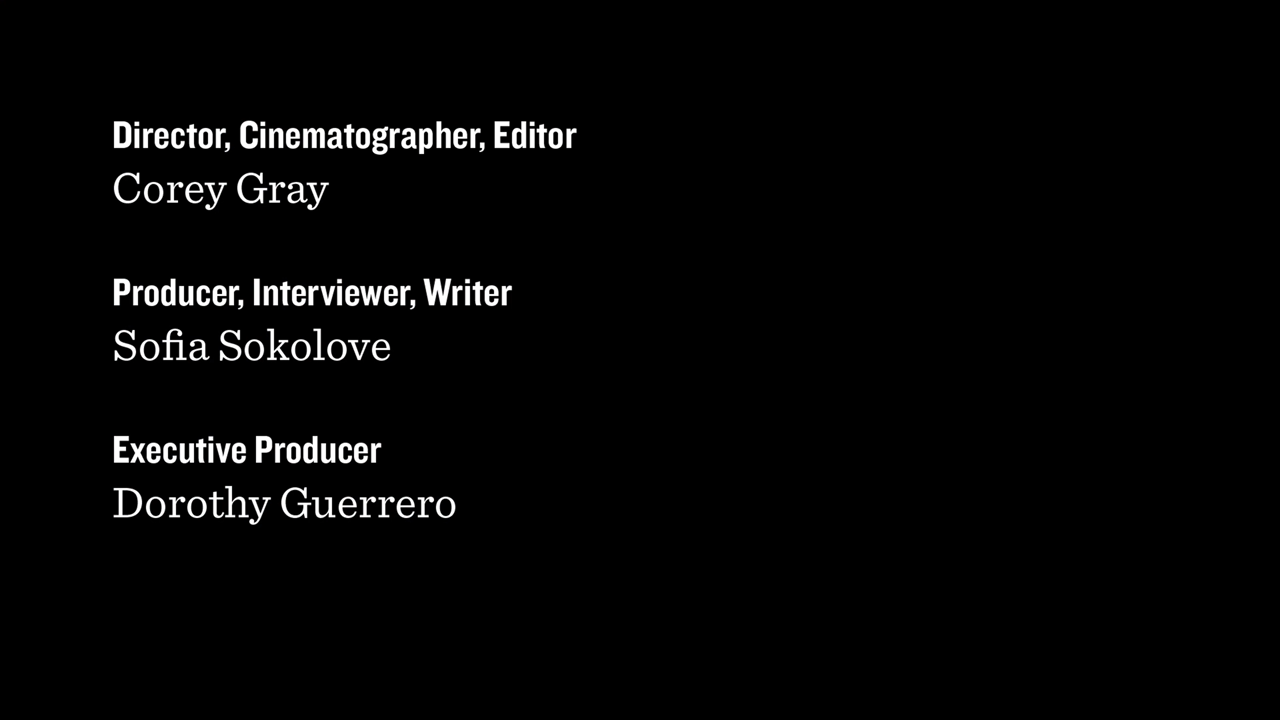 Director, Cinematographer, Editor
Corey Gray
Producer, Interviewer, Writer
Sofia Sokolove
Executive Producer
Dorothy Guerrero